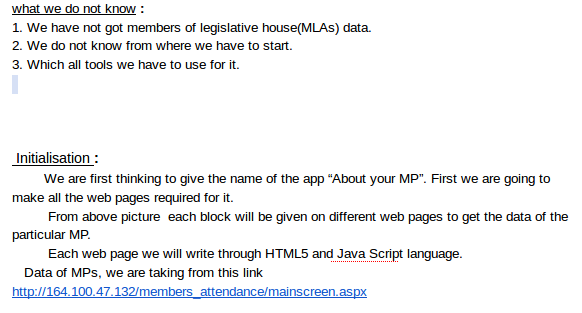 what we do not know :
1. We have not got members of legislative house(MLAs) data.
2. We do not know from where we have to start.
3. Which all tools we have to use for it.
Initialisation :
We are first thinking to give the name of the app “About your MP”. First we are going to
make all the web pages required for it.
From above picture each block will be given on different web pages to get the data of the
particular MP.
Each web page we will write through HTML5 and Java Script language.
Data of MPs, we are taking from this link
http://164.100.47.132/members_attendance/mainscreen.aspx